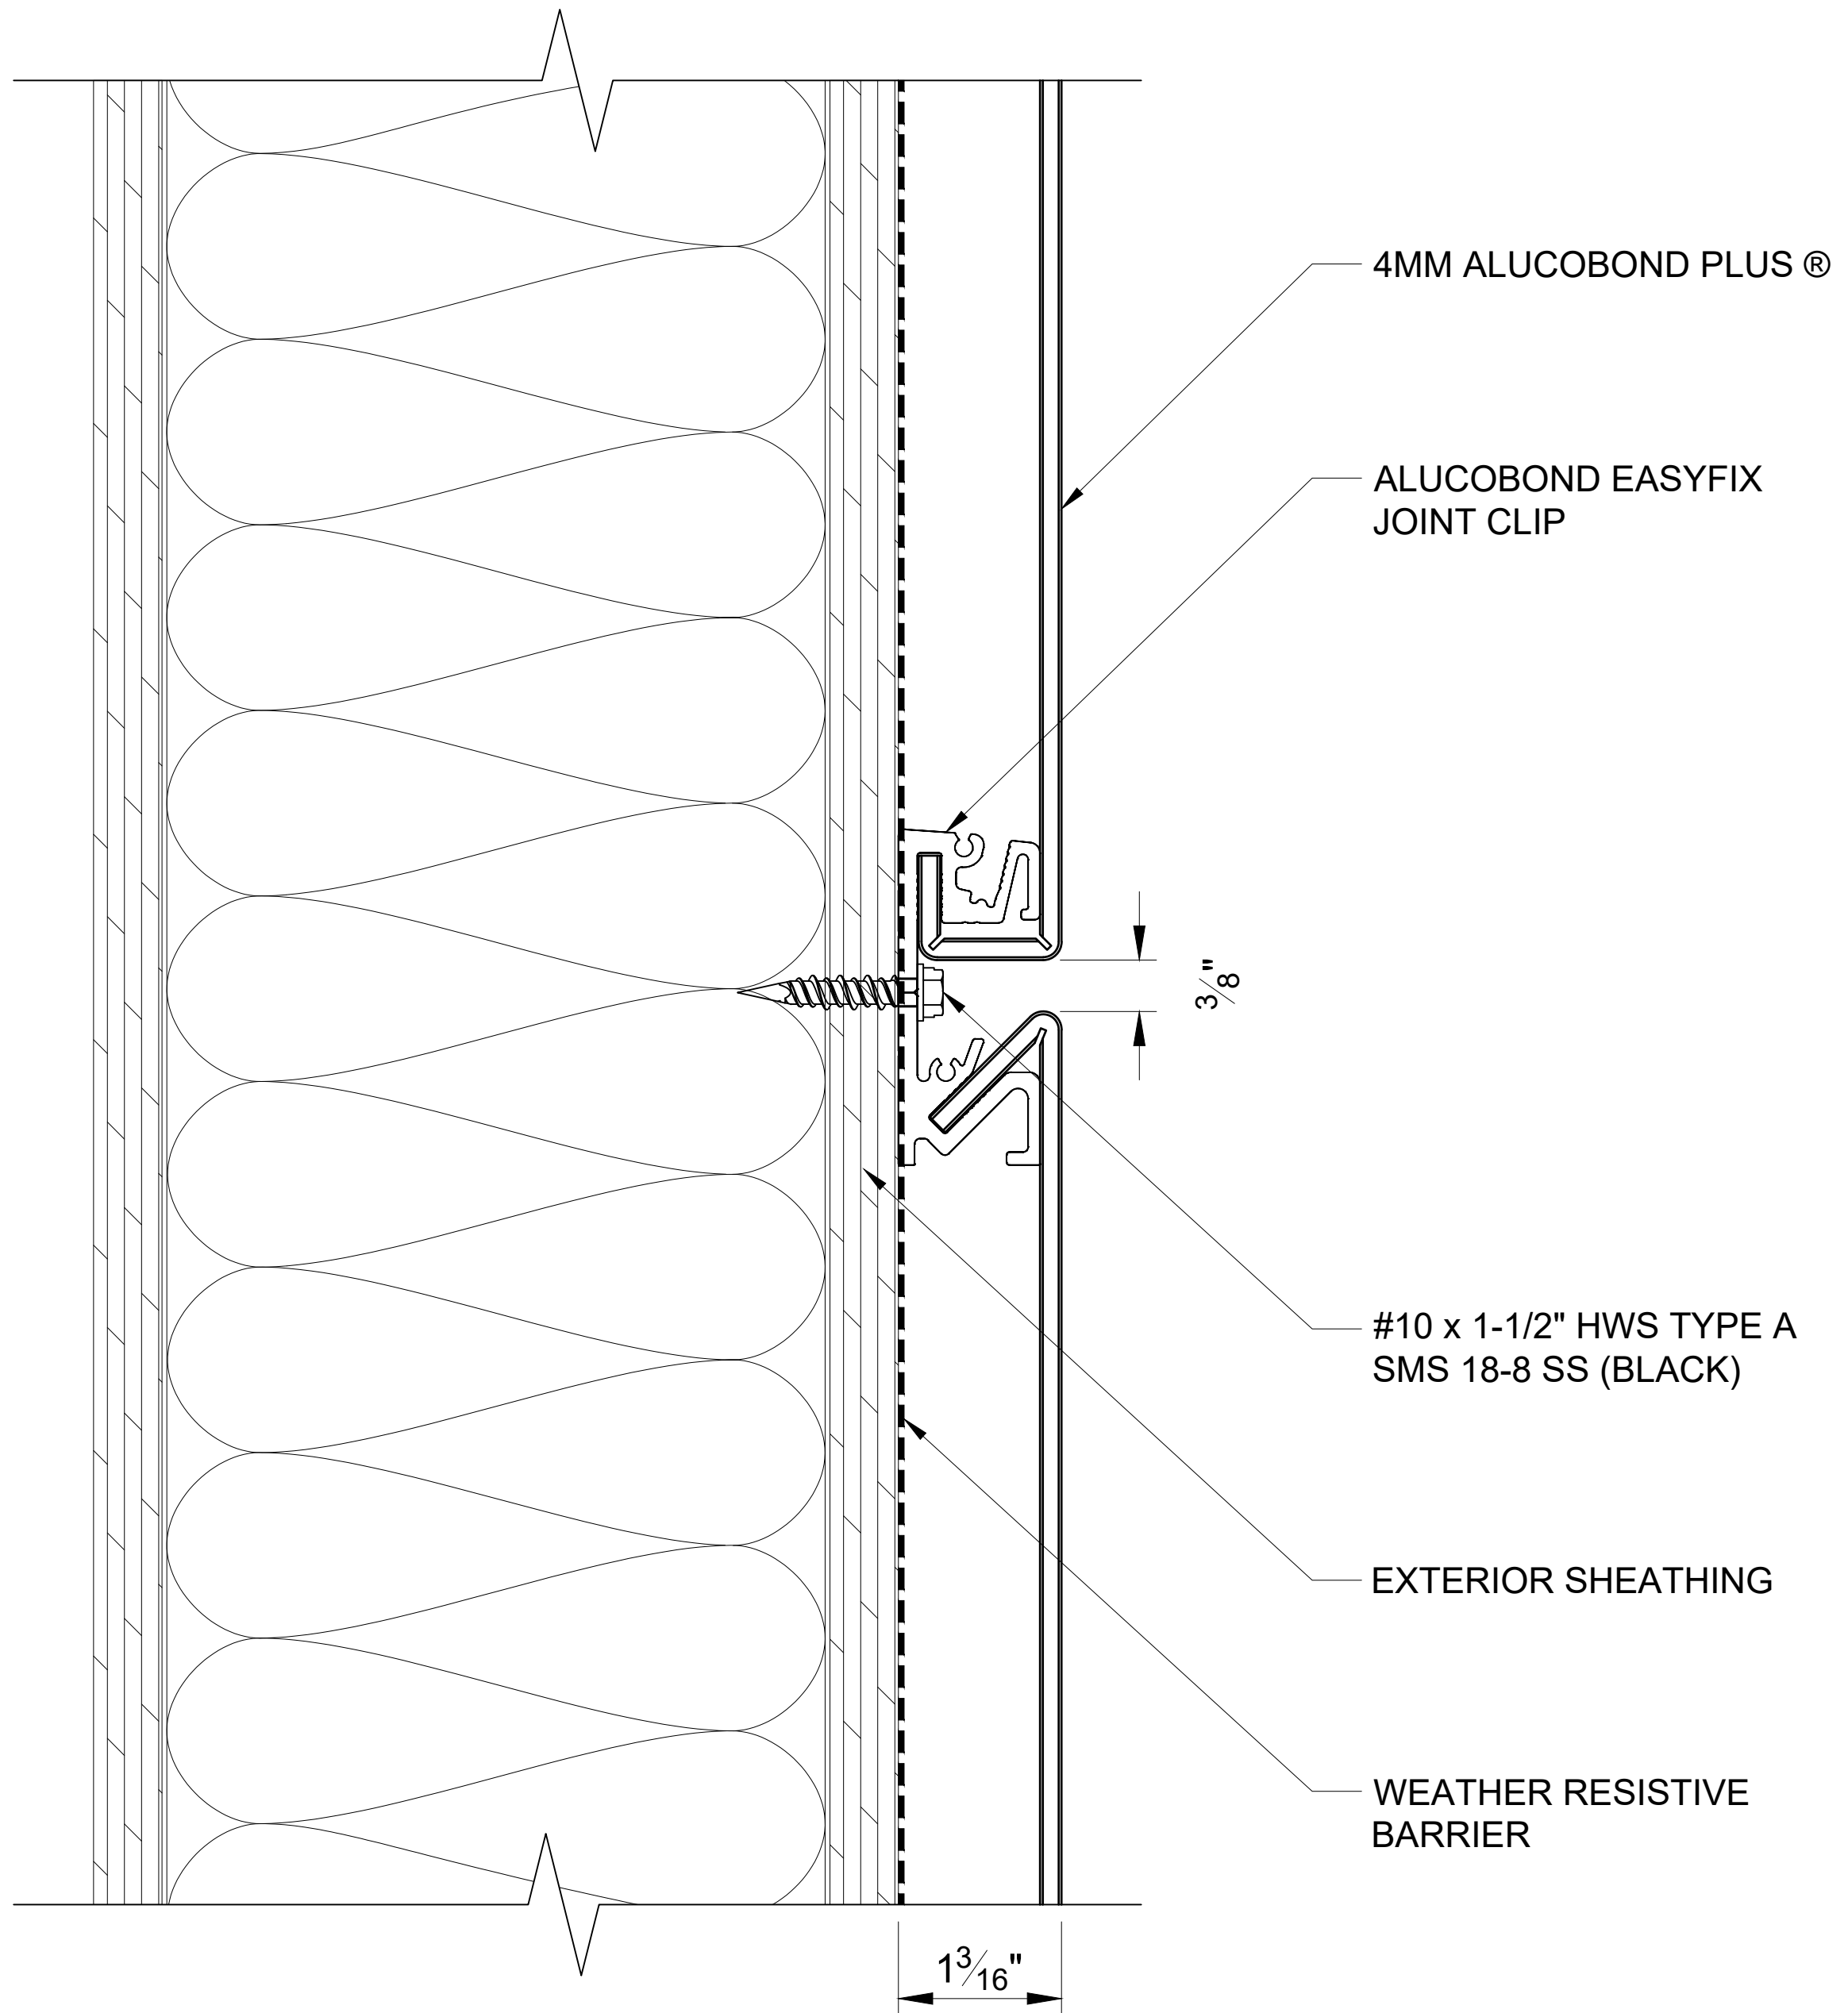 4MM ALUCOBOND PLUS ®
ALUCOBOND EASYFIX
JOINT CLIP
3/8"
#10 x 1-1/2" HWS TYPE A
SMS 18-8 SS (BLACK)
EXTERIOR SHEATHING
WEATHER RESISTIVE
BARRIER
1 3/16"